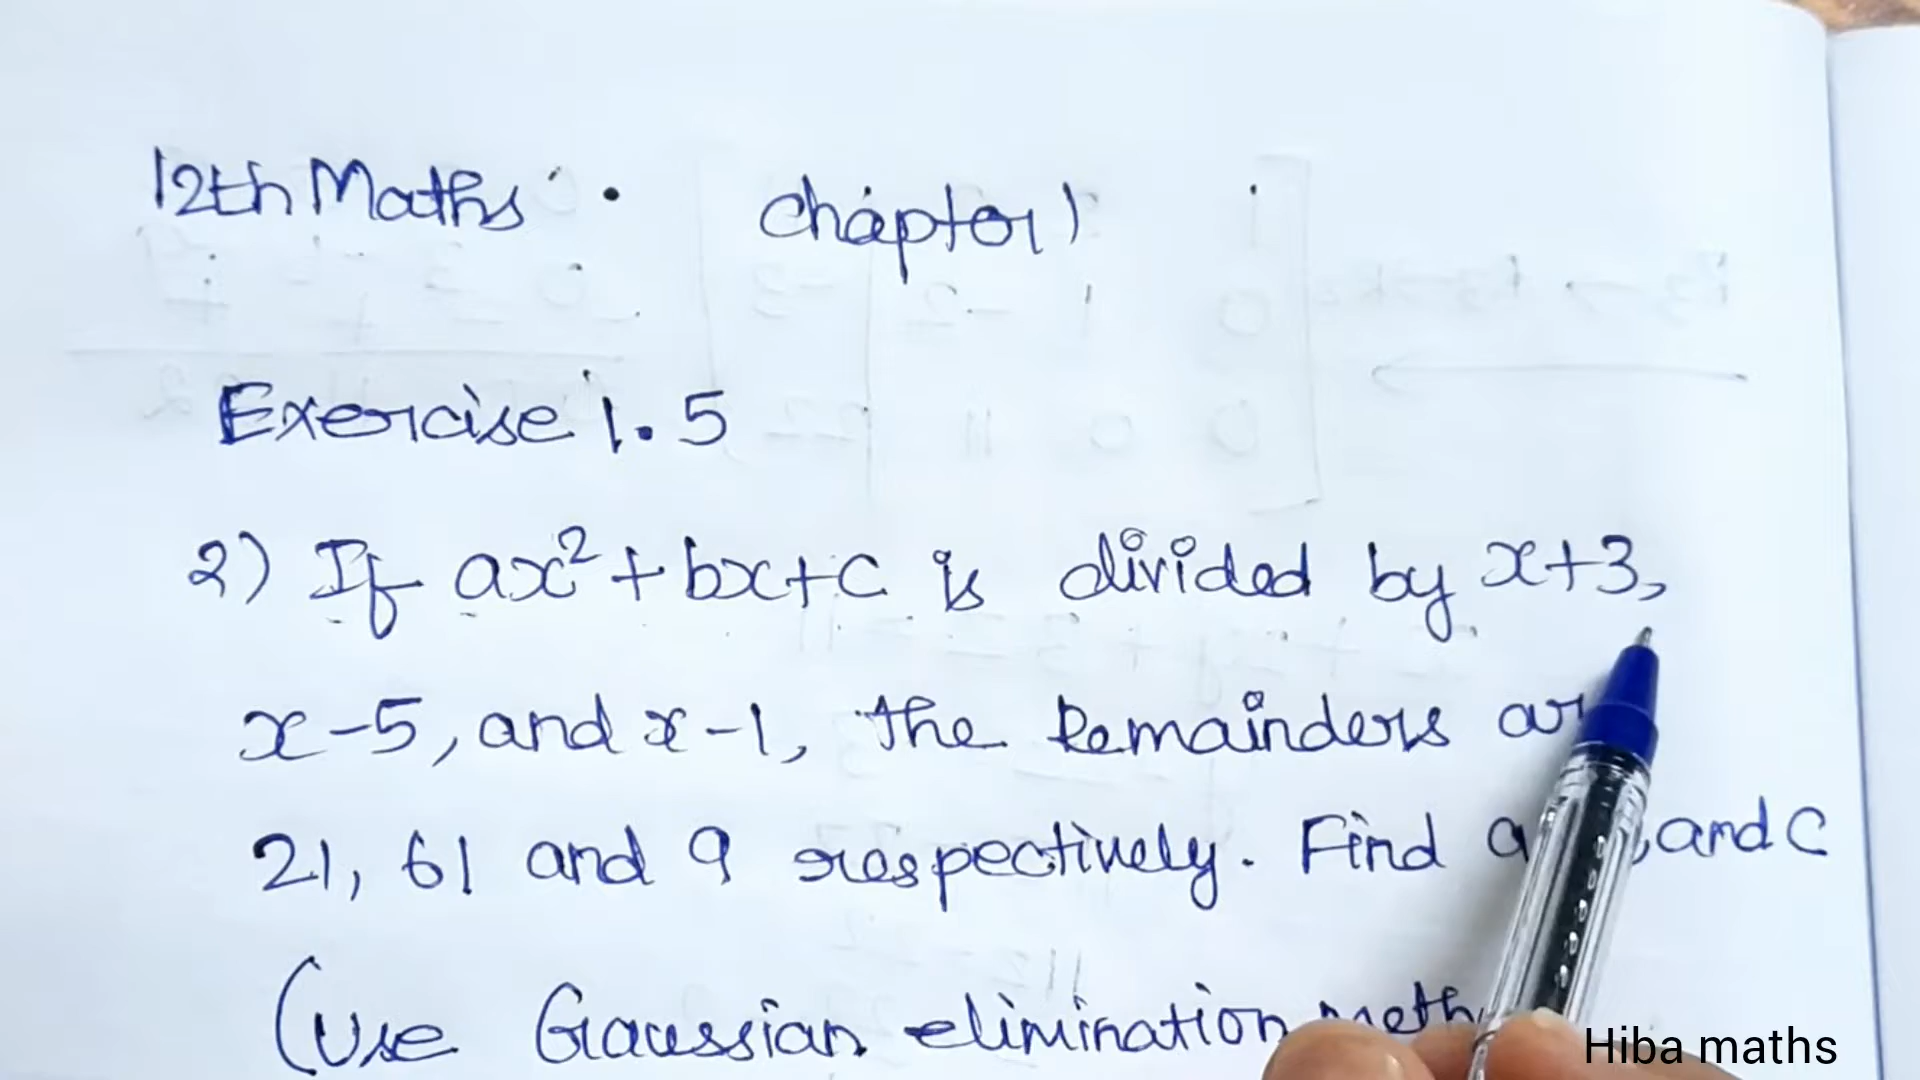 12th Maths. Chapter 1
Exercise 1.5
2) If ax²+bx+c is divided by x+3,
x-5, and x-1, the Remainders
21, 61 and 9 respectively. Find a and c
(Use Gaussian elimination
Hiba maths